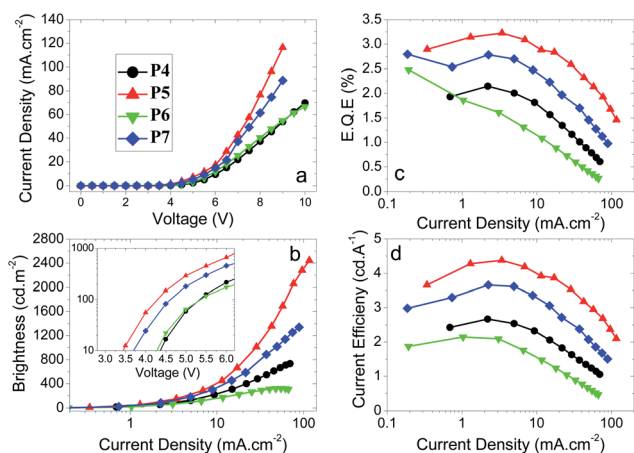 Current Density (mA.cm-2)
140
120
100
80
60
40
20
0
P4
P5
P6
P7
a
0 2 4 6 8 10
Voltage (V)
E.Q.E (%)
3.5
3.0
2.5
2.0
1.5
1.0
0.5
0.0
c
0.1 1 10 100
Current Density (mA.cm-2)
Brightness (cd.m-2)
2800
2400
2000
1600
1200
800
400
0
b
1000
100
10
3.0 3.5 4.0 4.5 5.0 5.5 6.0
Voltage (V)
1 10 100
Current Density (mA.cm-2)
Current Efficieny (cd.A-1)
5
4
3
2
1
0
d
0.1 1 10 100
Current Density (mA.cm-2)